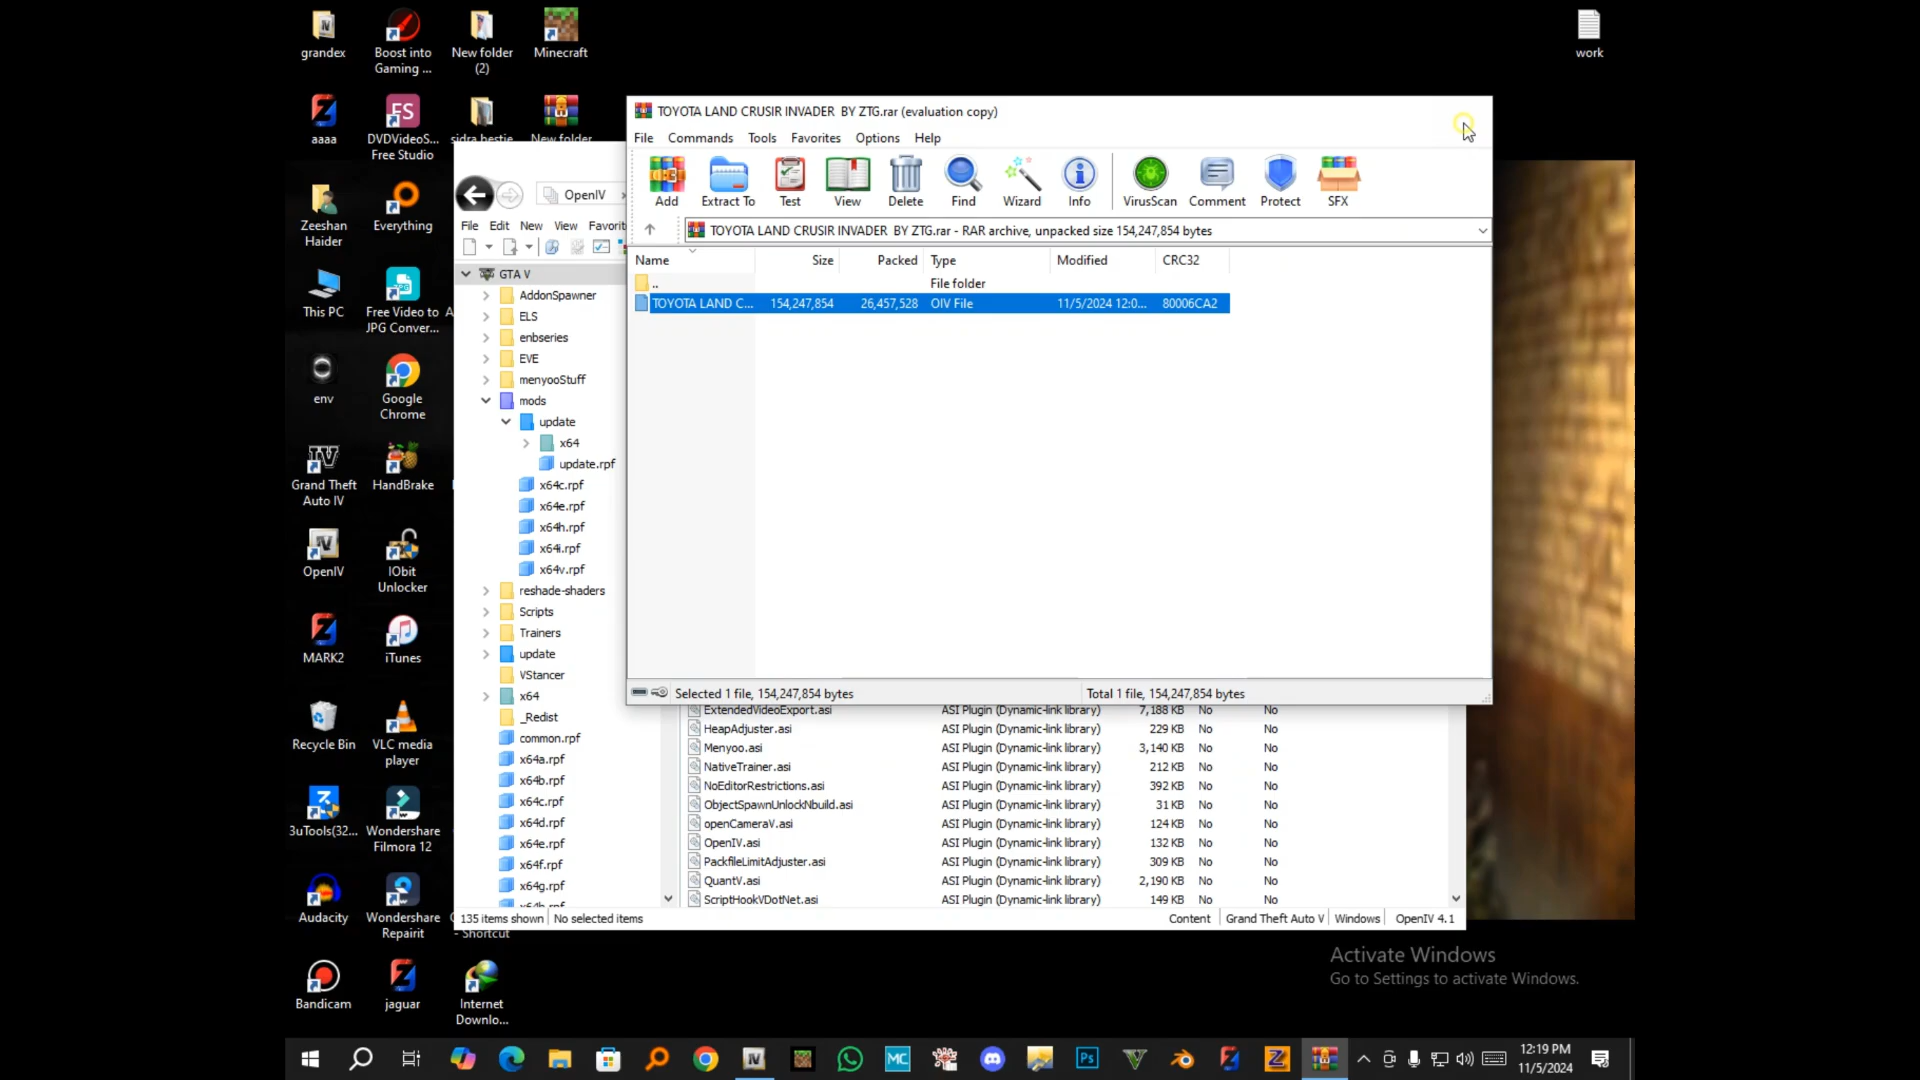 grandex
Boost into
Gaming ...
New folder
(2)
Minecraft
work
aaaa
DVDVideoS...
Free Studio
sidra bestie
New folder
Zeeshan
Haider
Everything
This PC
Free Video to
JPG Conver...
A
env
Google
Chrome
Grand Theft
Auto IV
HandBrake
OpenIV
IObit
Unlocker
MARK2
iTunes
Recycle Bin
VLC media
player
3uTools(32...
Wondershare
Filmora 12
Audacity
Wondershare
Repairit
- Shortcut
Bandicam
jaguar
Internet
Downlo...
OpenIV
File Edit New View Favorit
GTA V
AddonSpawner
ELS
enbseries
EVE
menyooStuff
mods
update
x64
update.rpf
x64c.rpf
x64e.rpf
x64h.rpf
x64i.rpf
x64v.rpf
reshade-shaders
Scripts
Trainers
update
VStancer
x64
_Redist
common.rpf
x64a.rpf
x64b.rpf
x64c.rpf
x64d.rpf
x64e.rpf
x64f.rpf
x64g.rpf
x64h.rpf
TOYOTA LAND CRUSIR INVADER BY ZTG.rar (evaluation copy)
File Commands Tools Favorites Options Help
Add Extract To Test View Delete Find Wizard Info VirusScan Comment Protect SFX
TOYOTA LAND CRUSIR INVADER BY ZTG.rar - RAR archive, unpacked size 154,247,854 bytes
Name Size Packed Type Modified CRC32
.. File folder
TOYOTA LAND C... 154,247,854 26,457,528 OIV File 11/5/2024 12:0... 80006CA2
Selected 1 file, 154,247,854 bytes
Total 1 file, 154,247,854 bytes
ExtendedVideoExport.asi ASI Plugin (Dynamic-link library) 7,188 KB No No
HeapAdjuster.asi ASI Plugin (Dynamic-link library) 229 KB No No
Menyoo.asi ASI Plugin (Dynamic-link library) 3,140 KB No No
NativeTrainer.asi ASI Plugin (Dynamic-link library) 212 KB No No
NoEditorRestrictions.asi ASI Plugin (Dynamic-link library) 392 KB No No
ObjectSpawnUnlockNbuild.asi ASI Plugin (Dynamic-link library) 31 KB No No
openCameraV.asi ASI Plugin (Dynamic-link library) 124 KB No No
OpenIV.asi ASI Plugin (Dynamic-link library) 132 KB No No
PackfileLimitAdjuster.asi ASI Plugin (Dynamic-link library) 309 KB No No
QuantV.asi ASI Plugin (Dynamic-link library) 2,190 KB No No
ScriptHookVDotNet.asi ASI Plugin (Dynamic-link library) 149 KB No No
135 items shown No selected items
Content Grand Theft Auto V Windows OpenIV 4.1
Activate Windows
Go to Settings to activate Windows.
12:19 PM
11/5/2024